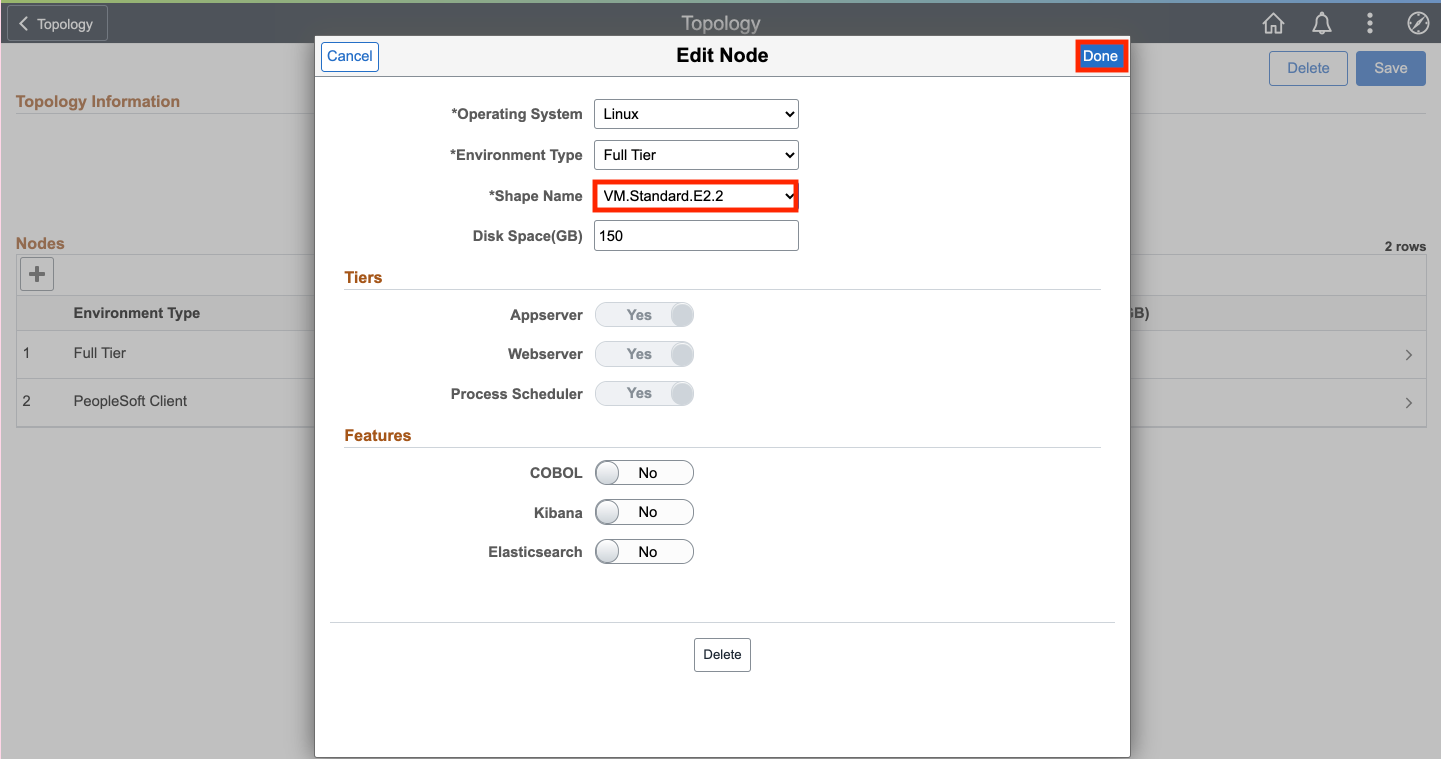 Topology
Topology
Cancel
Edit Node
Done
Delete
Save
Topology Information
*Operating System
Linux
*Environment Type
Full Tier
*Shape Name
VM.Standard.E2.2
Disk Space(GB)
150
Nodes
2 rows
Tiers
Environment Type
Appserver
Yes
1
Full Tier
Webserver
Yes
2
PeopleSoft Client
Process Scheduler
Yes
Features
COBOL
No
Kibana
No
Elasticsearch
No
Delete